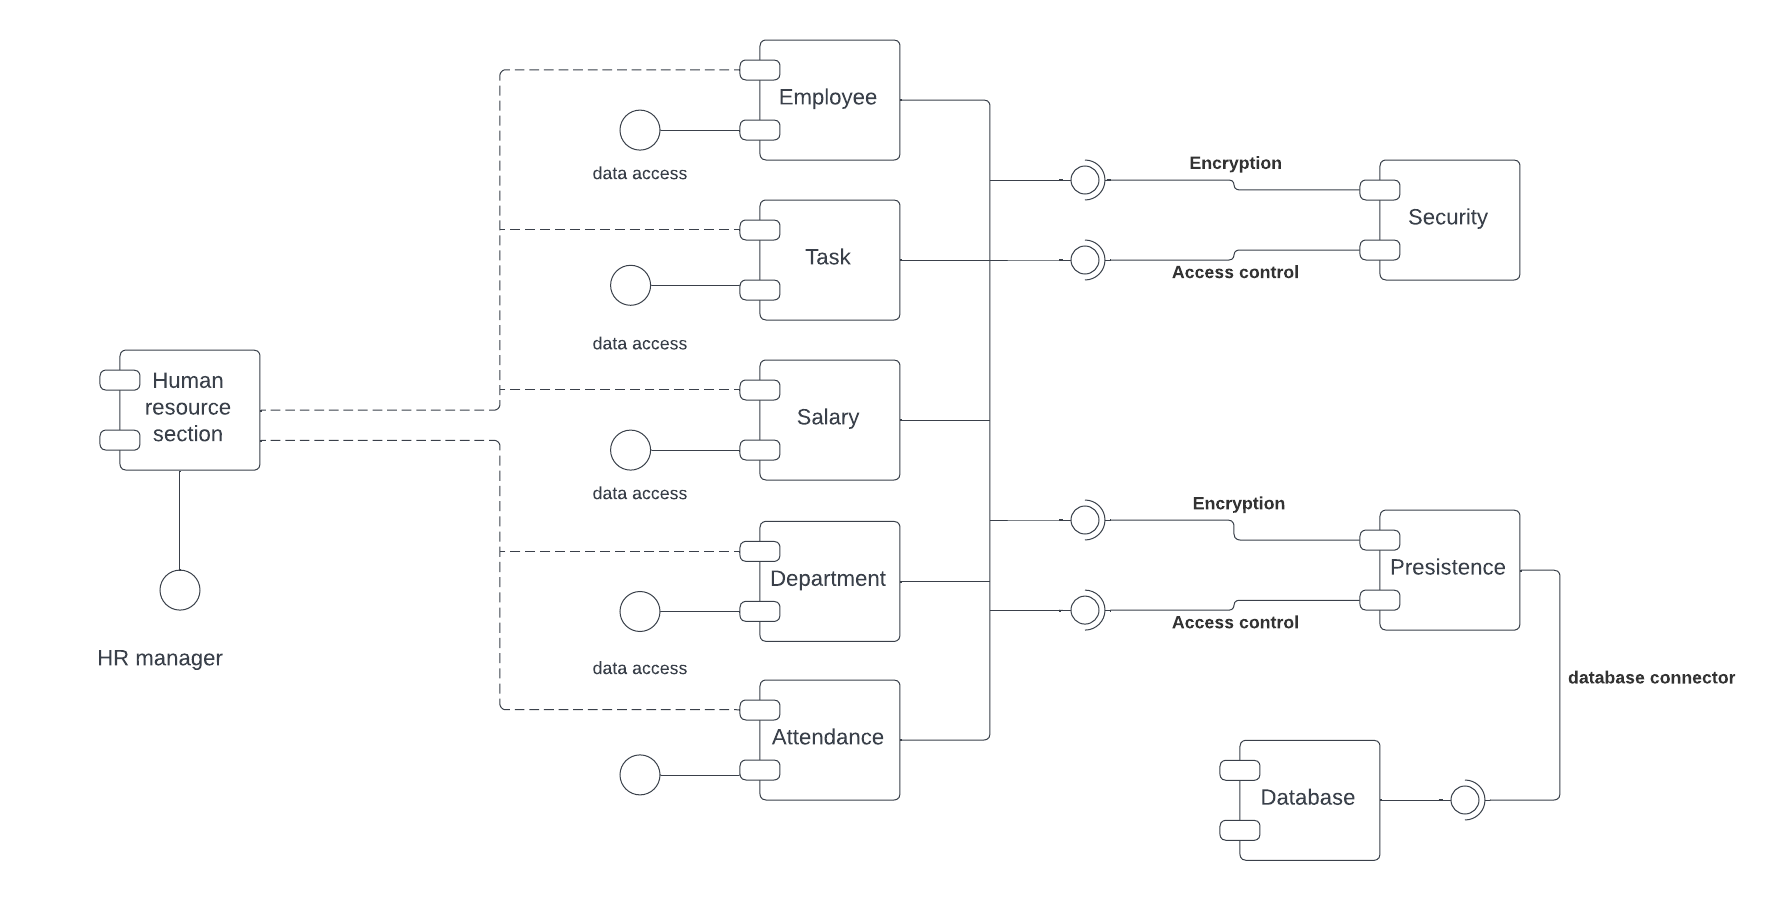 Employee
data access
Encryption
Security
Task
Access control
data access
Human
resource
section
Salary
data access
Encryption
Presistence
Department
Access control
HR manager
data access
database connector
Attendance
Database